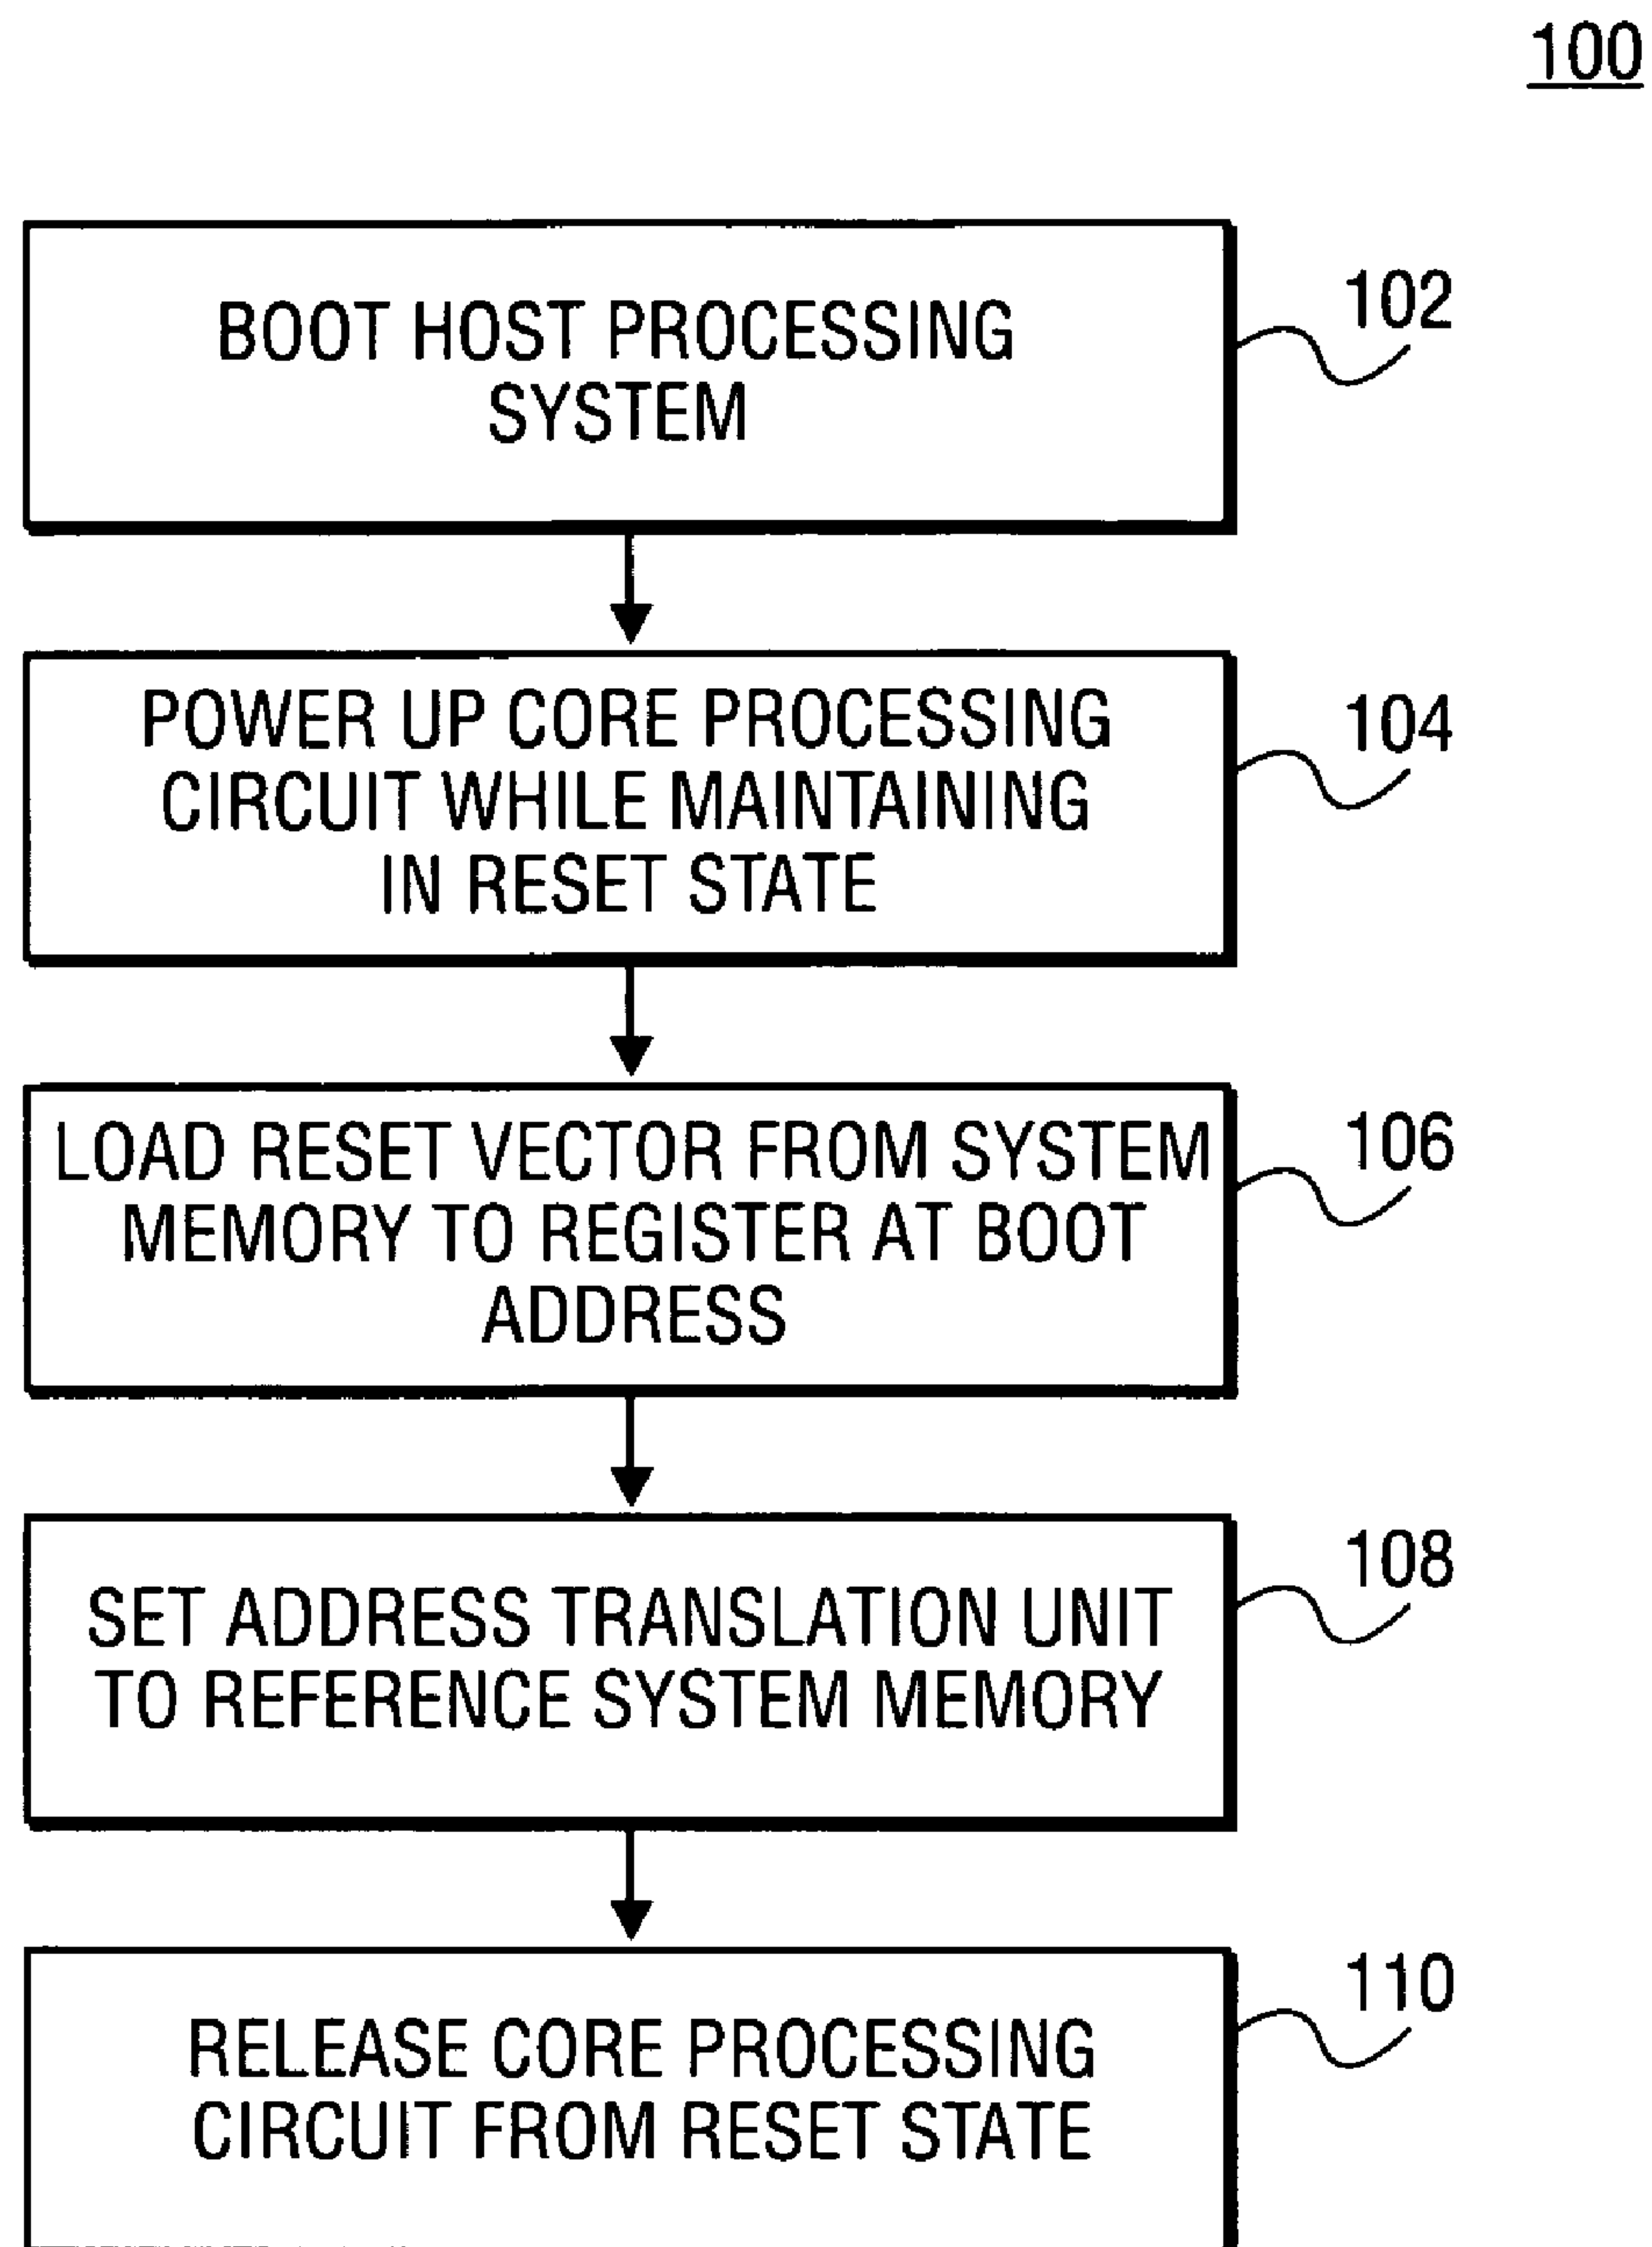 100
BOOT HOST PROCESSING
SYSTEM
102
POWER UP CORE PROCESSING
CIRCUIT WHILE MAINTAINING
IN RESET STATE
104
LOAD RESET VECTOR FROM SYSTEM
MEMORY TO REGISTER AT BOOT
ADDRESS
106
SET ADDRESS TRANSLATION UNIT
TO REFERENCE SYSTEM MEMORY
108
RELEASE CORE PROCESSING
CIRCUIT FROM RESET STATE
110